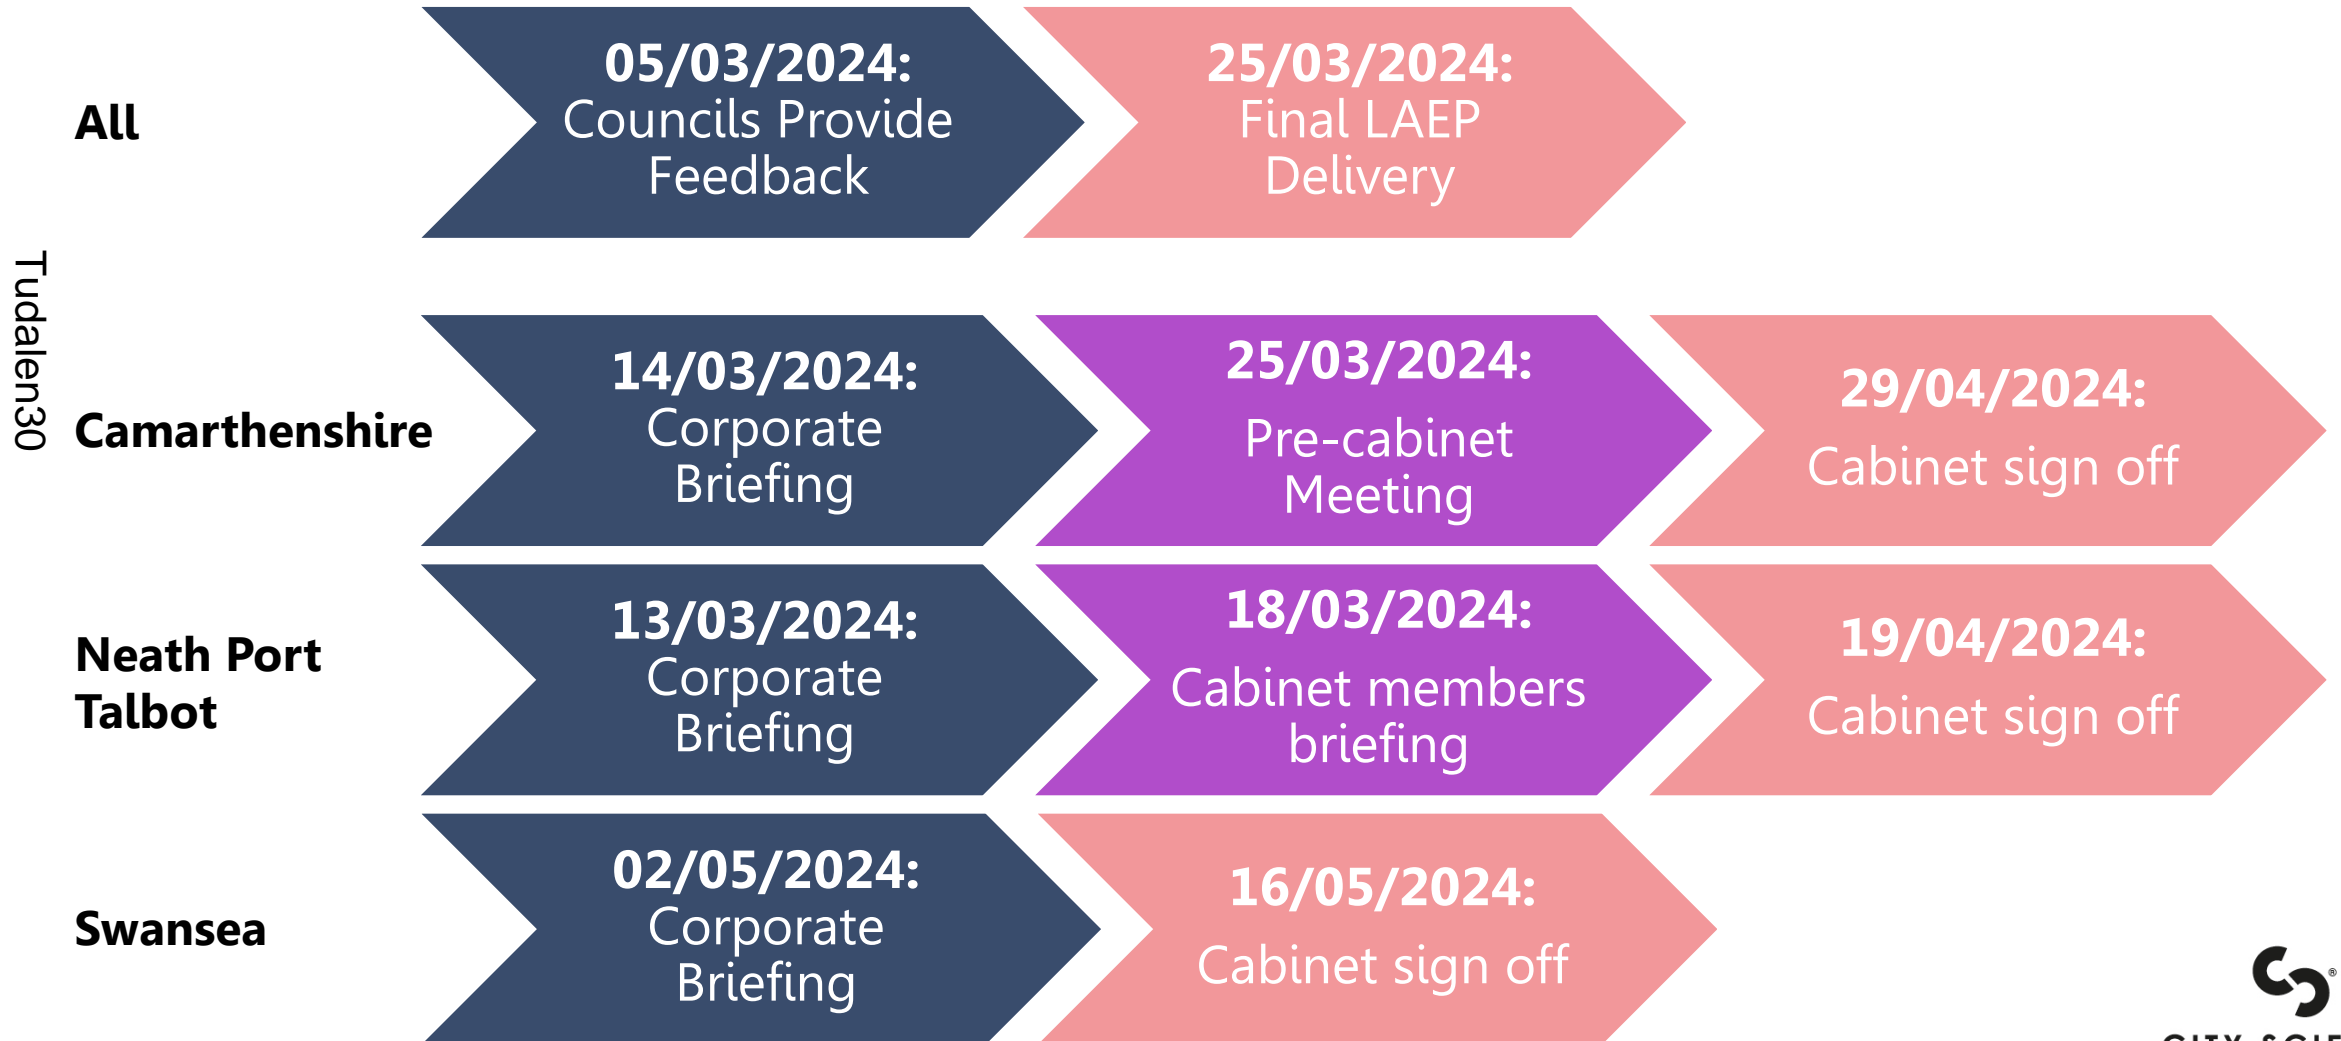 All
05/03/2024:
Councils Provide
Feedback
25/03/2024:
Final LAEP
Delivery
Tudalen30
Camarthenshire
14/03/2024:
Corporate
Briefing
25/03/2024:
Pre-cabinet
Meeting
29/04/2024:
Cabinet sign off
Neath Port
Talbot
13/03/2024:
Corporate
Briefing
18/03/2024:
Cabinet members
briefing
19/04/2024:
Cabinet sign off
Swansea
02/05/2024:
Corporate
Briefing
16/05/2024:
Cabinet sign off